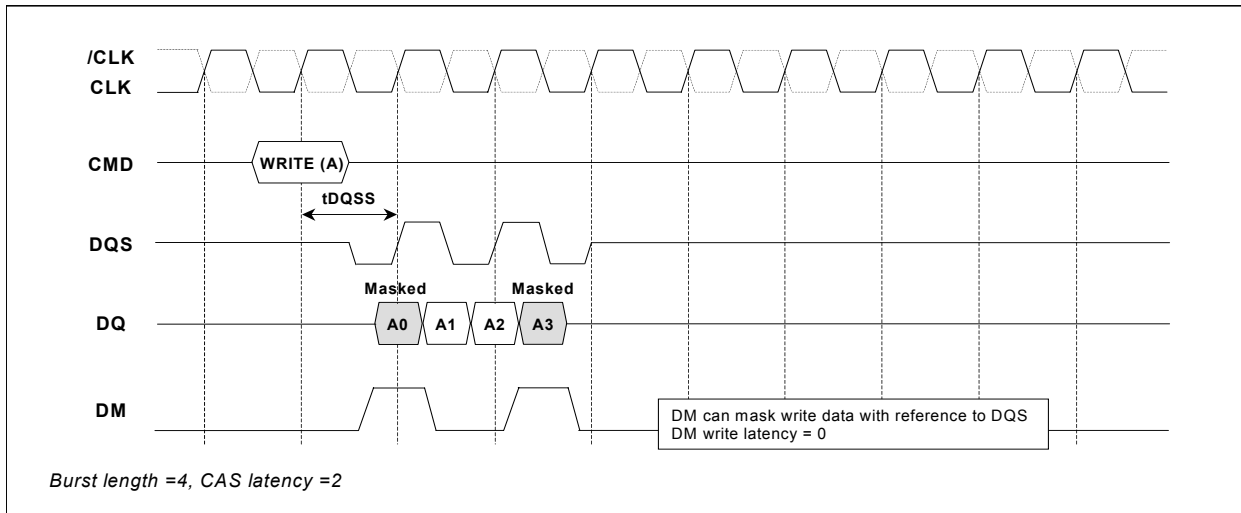 /CLK
CLK
CMD
WRITE (A)
tDQSS
DQS
Masked Masked
DQ
A0 A1 A2 A3
DM
DM can mask write data with reference to DQS
DM write latency = 0
Burst length =4, CAS latency =2